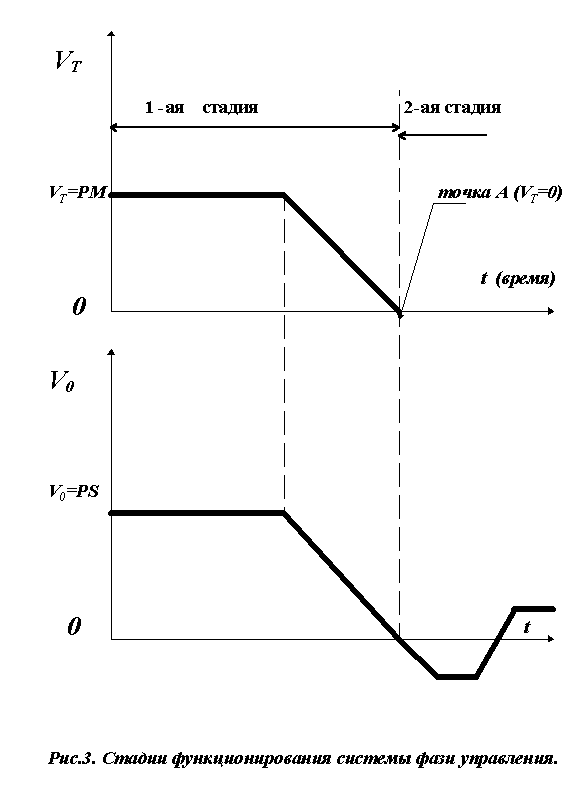 V_T
1 -ая стадия
2-ая стадия
V_T=PM
точка A (V_T=0)
t (время)
0
V_0
V_0=PS
0
t
Рис.3. Стадии функционирования системы фази управления.